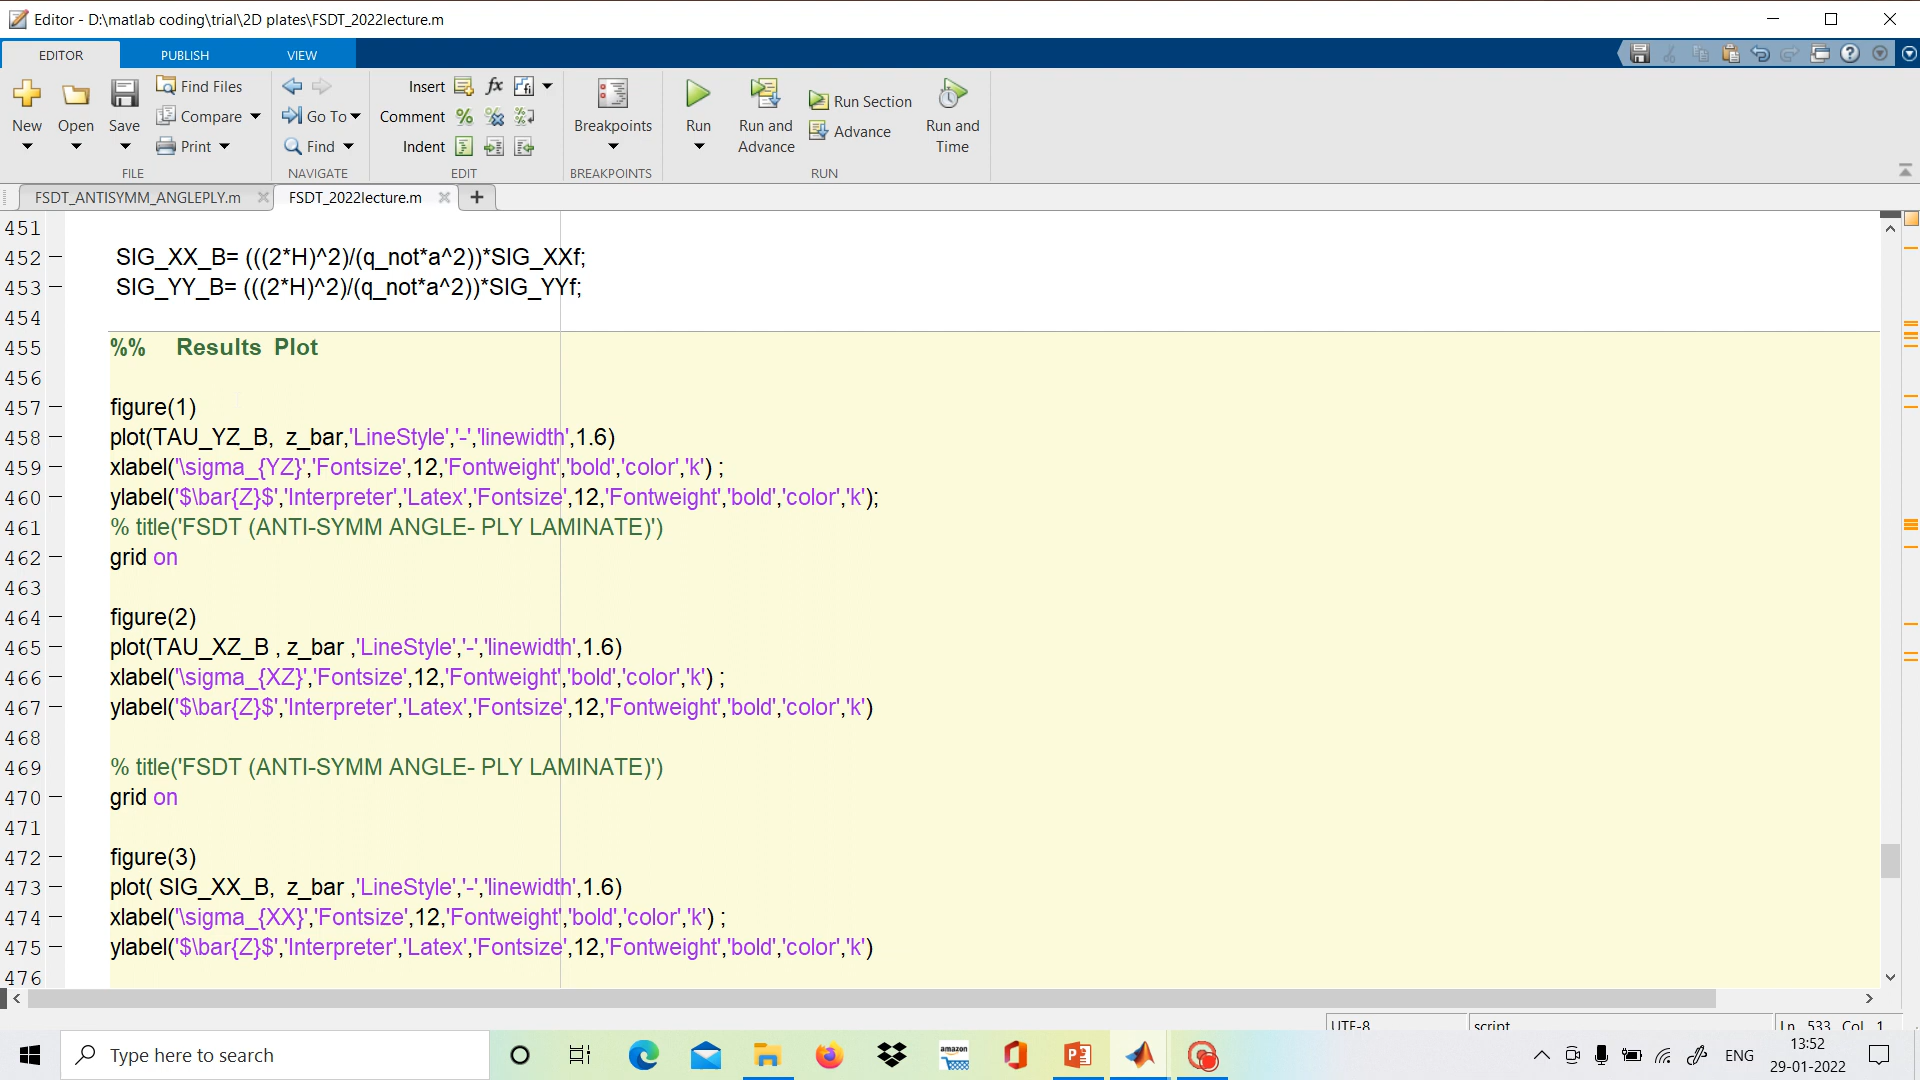 Editor - D:\matlab coding\trial\2D plates\FSDT_2022lecture.m
EDITOR PUBLISH VIEW
New Open Save Find Files Compare Print
FILE
Go To Find
NAVIGATE
Insert fx
Comment
Indent
EDIT
Breakpoints
BREAKPOINTS
Run Run and Advance Run Section Advance Run and Time
RUN
FSDT_ANTISYMM_ANGLEPLY.m FSDT_2022lecture.m
451
452 SIG_XX_B= (((2*H)^2)/(q_not*a^2))*SIG_XXf;
453 SIG_YY_B= (((2*H)^2)/(q_not*a^2))*SIG_YYf;
454
455 %% Results Plot
456
457 figure(1)
458 plot(TAU_YZ_B, z_bar,'LineStyle','-','linewidth',1.6)
459 xlabel('\sigma_{YZ}','Fontsize',12,'Fontweight','bold','color','k') ;
460 ylabel('$\bar{Z}$','Interpreter','Latex','Fontsize',12,'Fontweight','bold','color','k');
461 % title('FSDT (ANTI-SYMM ANGLE- PLY LAMINATE)')
462 grid on
463
464 figure(2)
465 plot(TAU_XZ_B , z_bar ,'LineStyle','-','linewidth',1.6)
466 xlabel('\sigma_{XZ}','Fontsize',12,'Fontweight','bold','color','k') ;
467 ylabel('$\bar{Z}$','Interpreter','Latex','Fontsize',12,'Fontweight','bold','color','k')
468
469 % title('FSDT (ANTI-SYMM ANGLE- PLY LAMINATE)')
470 grid on
471
472 figure(3)
473 plot( SIG_XX_B, z_bar ,'LineStyle','-','linewidth',1.6)
474 xlabel('\sigma_{XX}','Fontsize',12,'Fontweight','bold','color','k') ;
475 ylabel('$\bar{Z}$','Interpreter','Latex','Fontsize',12,'Fontweight','bold','color','k')
476
UTF-8 script Ln 533 Col 1
Type here to search
amazon
ENG
13:52
29-01-2022